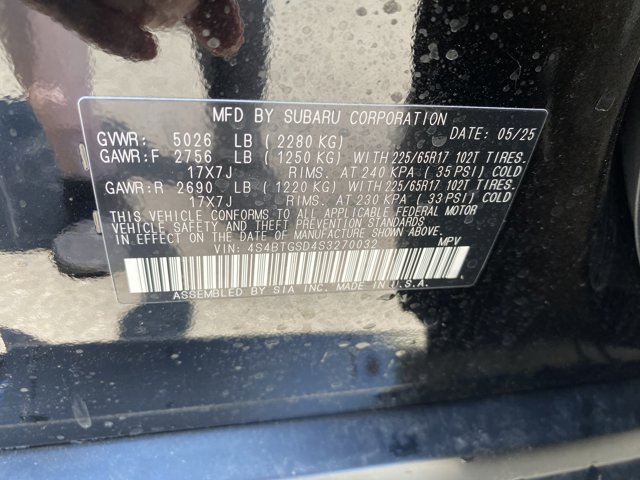 MFD BY SUBARU CORPORATION
GVWR: 5026 LB (2280 KG) DATE: 05/25
GAWR:F 2756 LB (1250 KG) WITH 225/65R17 102T TIRES.
17X7J RIMS. AT 240 KPA (35 PSI) COLD
GAWR:R 2690 LB (1220 KG) WITH 225/65R17 102T TIRES.
17X7J RIMS. AT 230 KPA (33 PSI) COLD
THIS VEHICLE CONFORMS TO ALL APPLICABLE FEDERAL MOTOR
VEHICLE SAFETY AND THEFT PREVENTION STANDARDS
IN EFFECT ON THE DATE OF MANUFACTURE SHOWN ABOVE.
VIN: 4S4BTGSD4S3270032 MPV
ASSEMBLED BY SIA INC. MADE IN U.S.A.